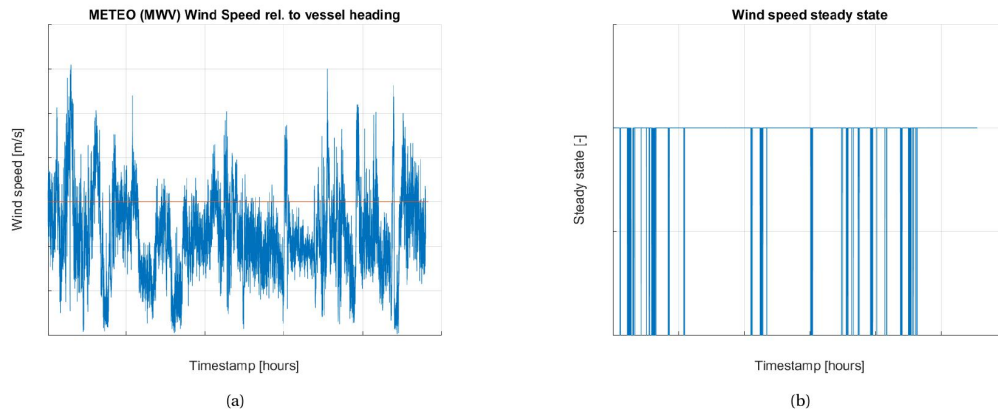 METEO (MWV) Wind Speed rel. to vessel heading
Wind speed [m/s]
Timestamp [hours]
(a)
Wind speed steady state
Steady state [-]
Timestamp [hours]
(b)